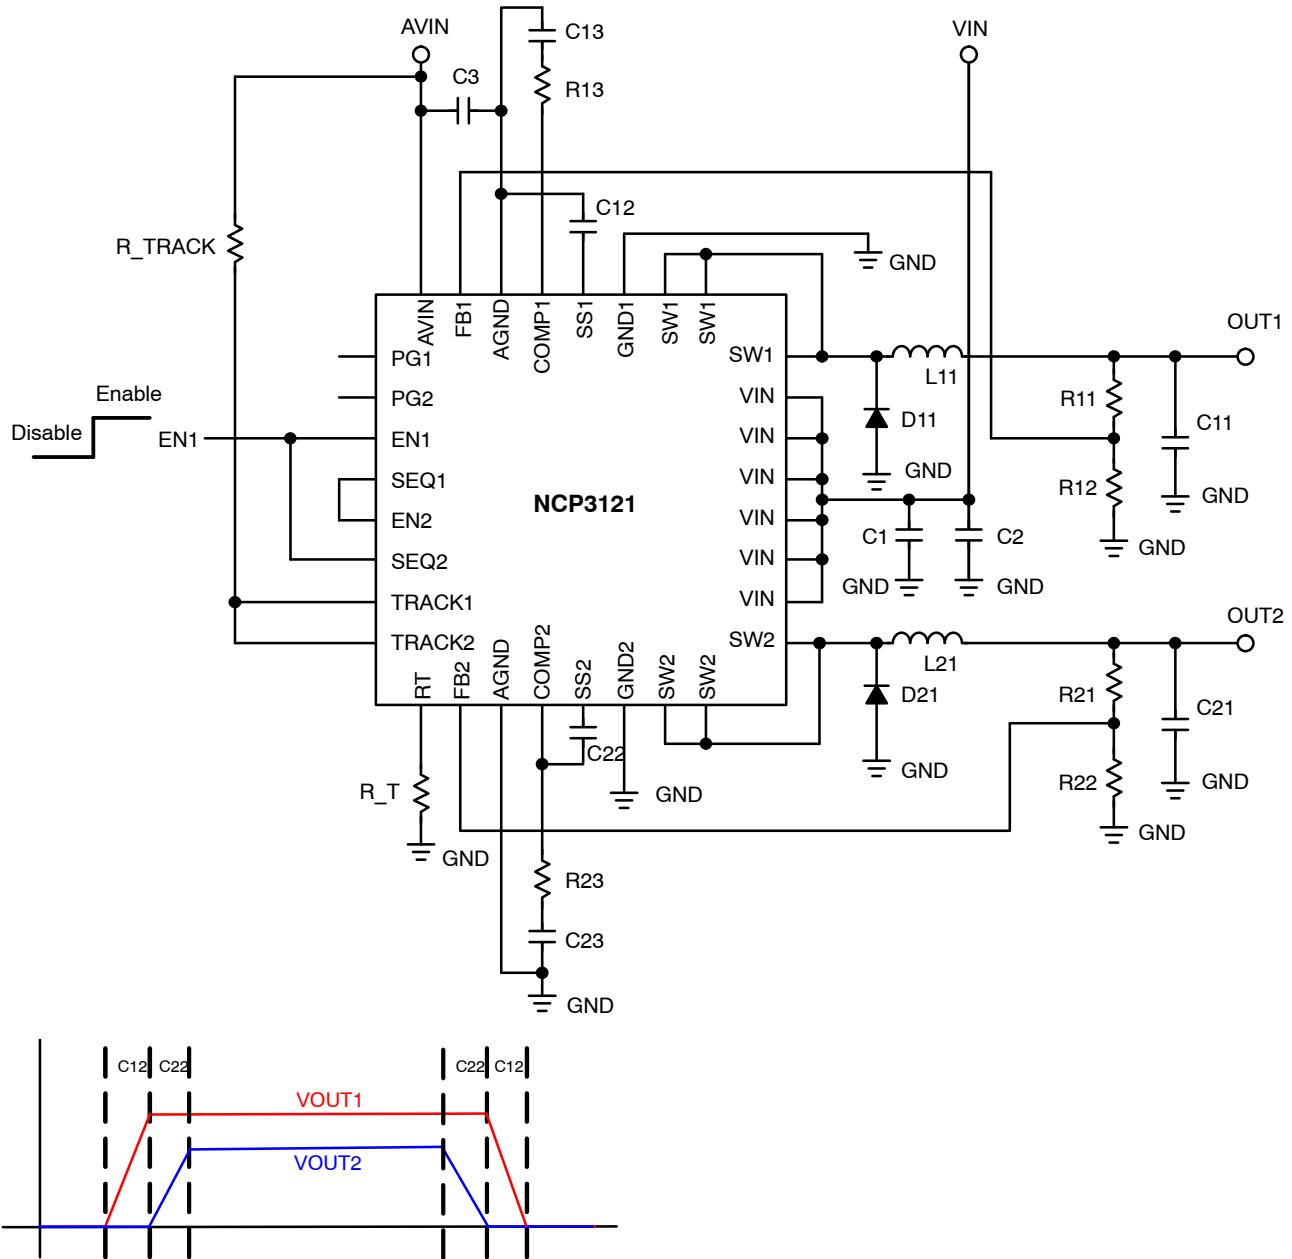 AVIN
VIN
C13
C3
R13
C12
R_TRACK
GND
AVIN
FB1
AGND
COMP1
SS1
GND1
SW1
SW1
OUT1
PG1
SW1
L11
Enable
PG2
VIN
R11
Disable
EN1
EN1
VIN
D11
C11
SEQ1
VIN
GND
R12
GND
NCP3121
EN2
VIN
C1
C2
GND
SEQ2
VIN
GND
GND
TRACK1
VIN
OUT2
TRACK2
SW2
L21
RT
FB2
AGND
COMP2
SS2
GND2
SW2
SW2
D21
R21
C21
C22
GND
R22
GND
R_T
GND
GND
GND
R23
C23
GND
C12
C22
C22
C12
VOUT1
VOUT2